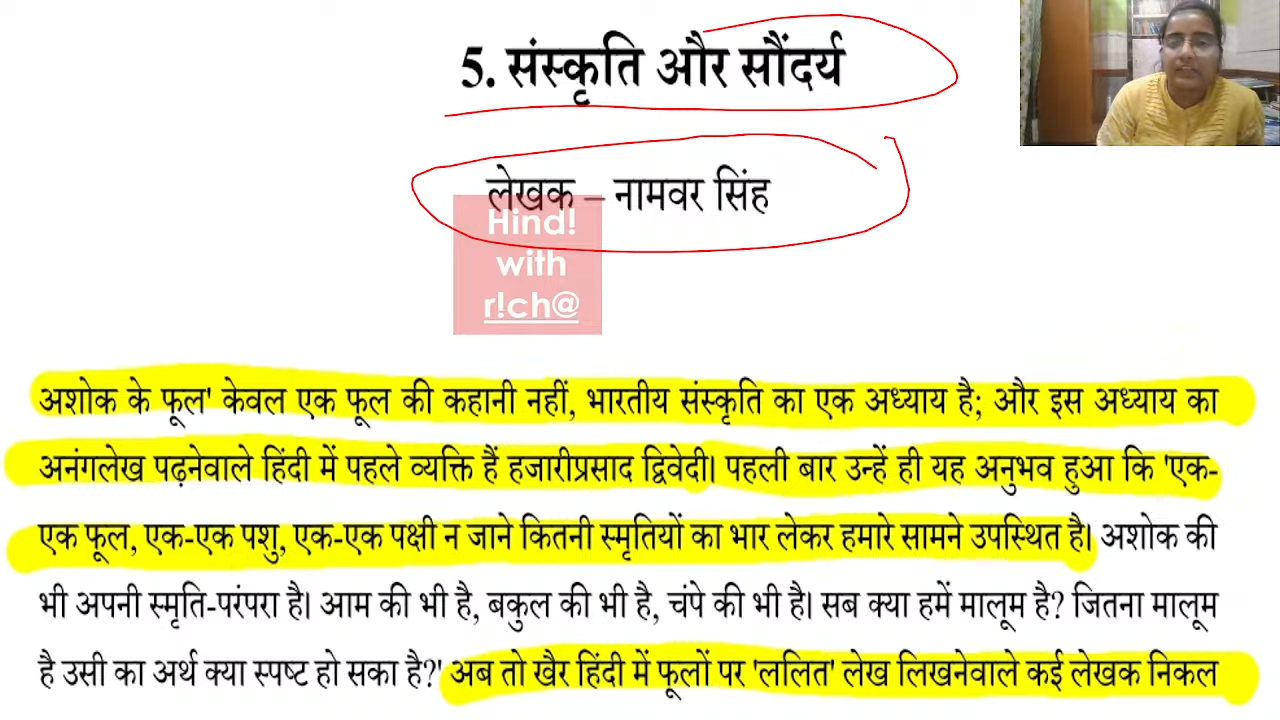 5. संस्कृति और सौंदर्य
लेखक – नामवर सिंह
Hind!
with
r!ch@
अशोक के फूल' केवल एक फूल की कहानी नहीं, भारतीय संस्कृति का एक अध्याय है; और इस अध्याय का
अनंगलेख पढ़नेवाले हिंदी में पहले व्यक्ति हैं हजारीप्रसाद द्विवेदी। पहली बार उन्हें ही यह अनुभव हुआ कि 'एक-
एक फूल, एक-एक पशु, एक-एक पक्षी न जाने कितनी स्मृतियों का भार लेकर हमारे सामने उपस्थित है। अशोक की
भी अपनी स्मृति-परंपरा है। आम की भी है, बकुल की भी है, चंपे की भी है। सब क्या हमें मालूम है? जितना मालूम
है उसी का अर्थ क्या स्पष्ट हो सका है?' अब तो खैर हिंदी में फूलों पर 'ललित' लेख लिखनेवाले कई लेखक निकल